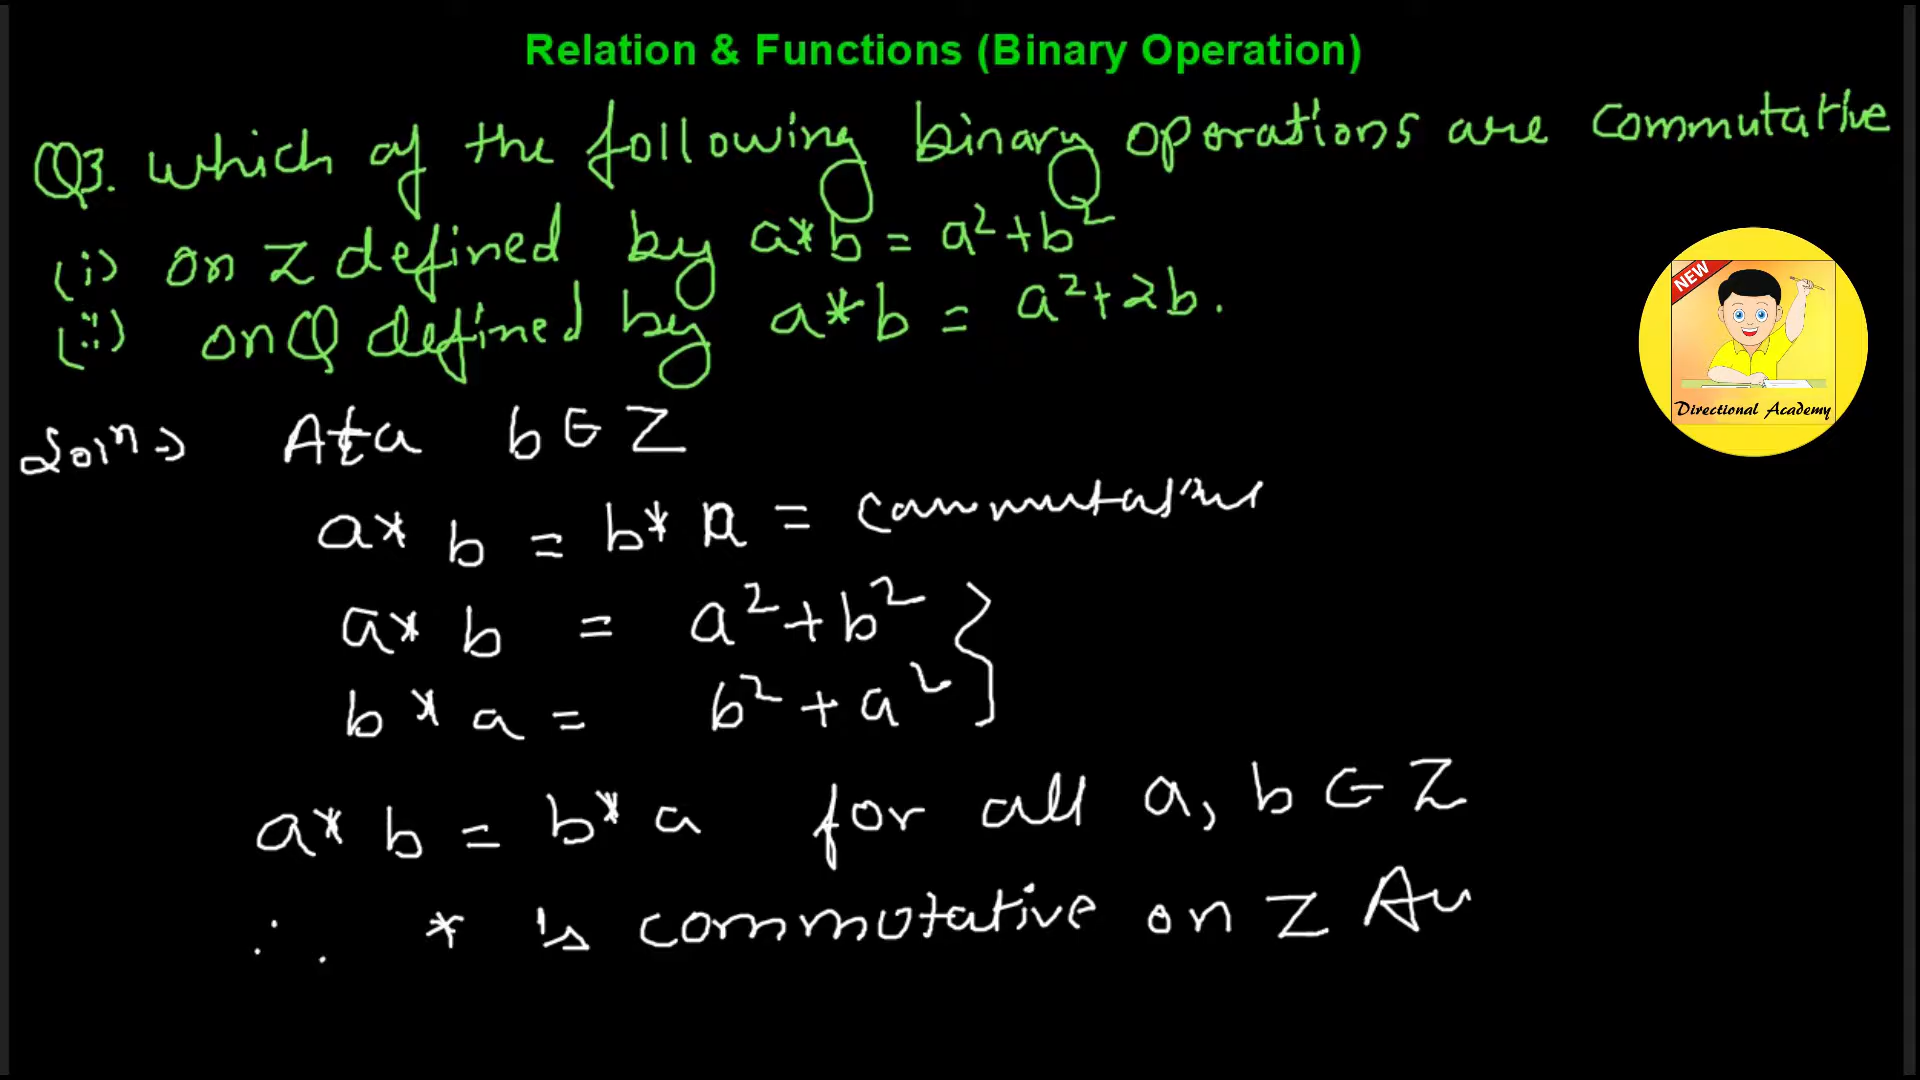 Relation & Functions (Binary Operation)
Q3. which of the following binary operations are commutative
(i) on Z defined by a*b = a²+b²
(ii) on Q defined by a*b = a²+2b.
NEW
Directional Academy
Soln→ b∈Z
a* b = b* a = commutative
a* b = a²+b² }
b * a = b²+a²
a* b = b* a for all a, b ∈ Z
∴ * is commutative on Z